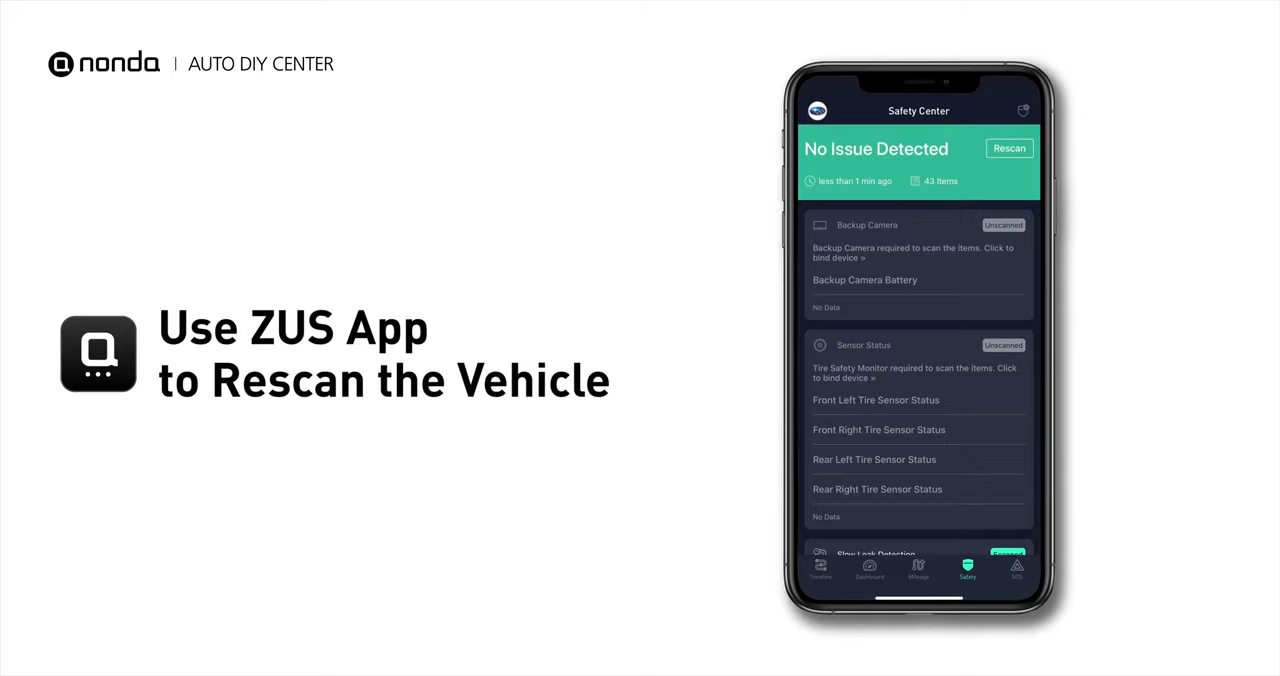 nonda | AUTO DIY CENTER
Use ZUS App
to Rescan the Vehicle
Safety Center
No Issue Detected
Rescan
less than 1 min ago
43 Items
Backup Camera
Unscanned
Backup Camera required to scan the items. Click to
bind device »
Backup Camera Battery
No Data
Sensor Status
Unscanned
Tire Safety Monitor required to scan the items. Click
to bind device »
Front Left Tire Sensor Status
Front Right Tire Sensor Status
Rear Left Tire Sensor Status
Rear Right Tire Sensor Status
No Data
Slow Leak Detection
Scanned
Timeline
Dashboard
Mileage
Safety
SOS